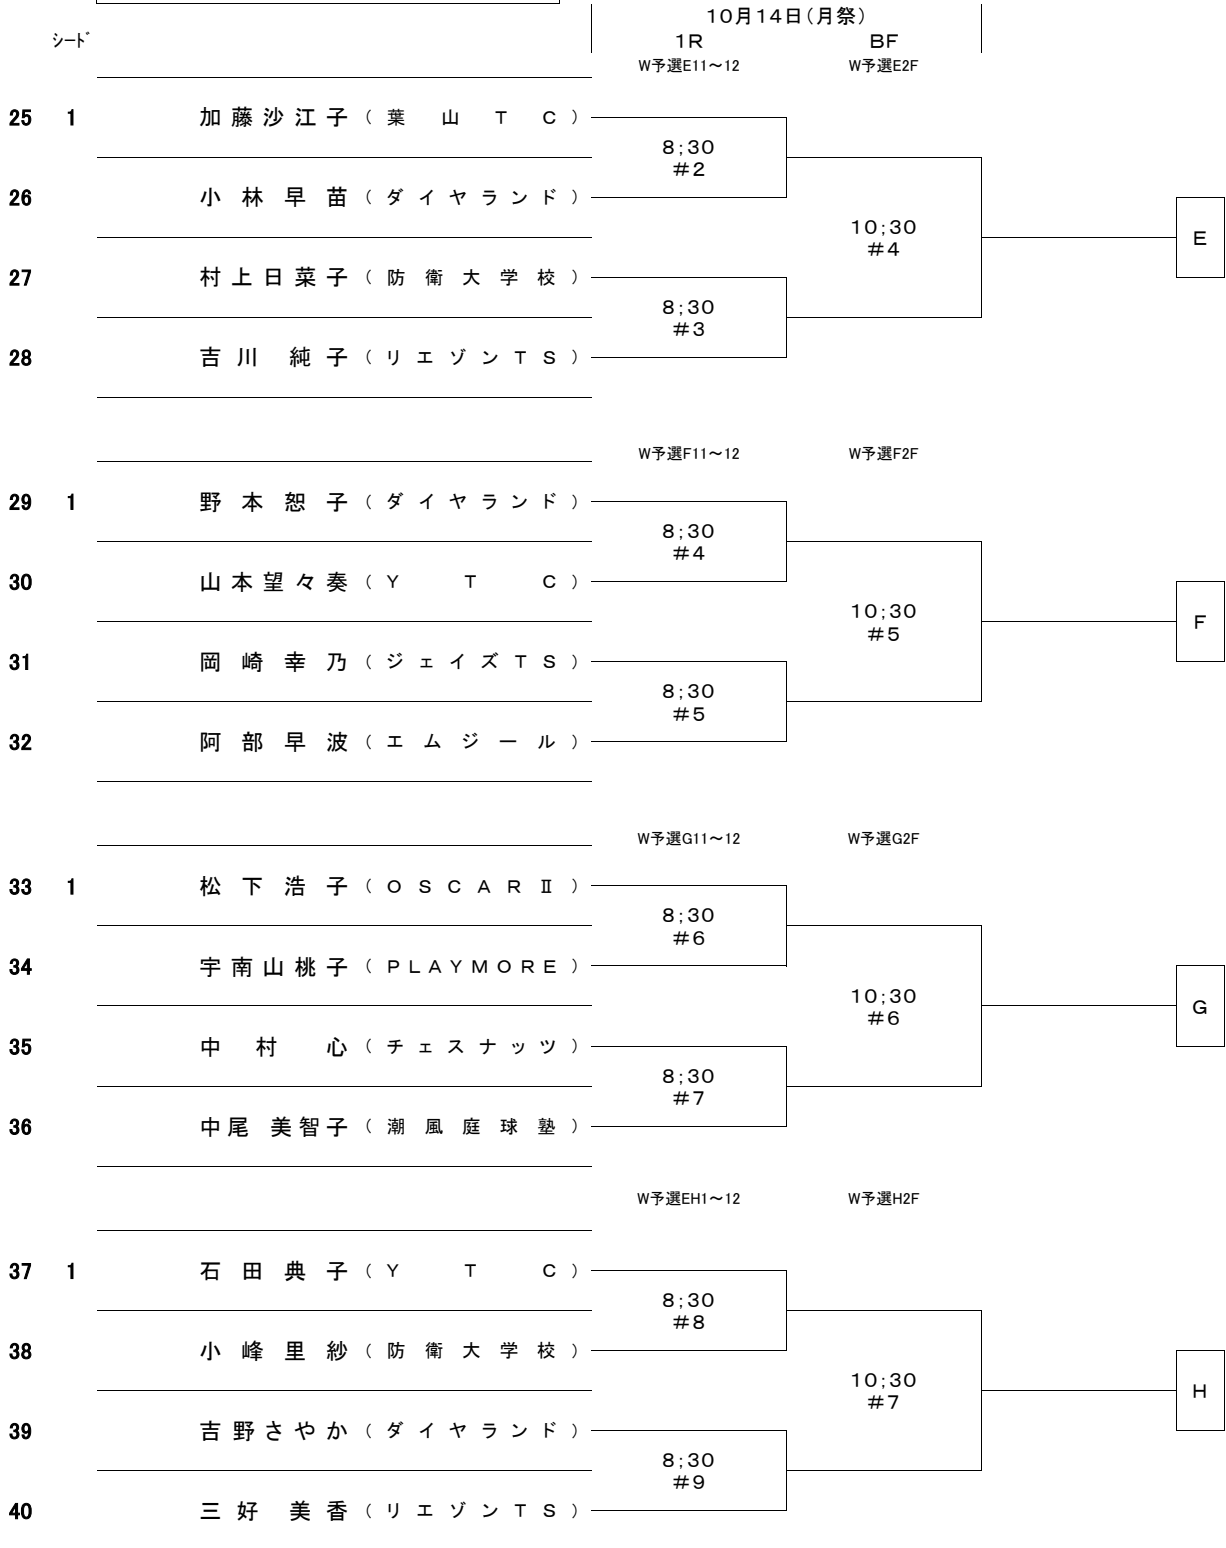 10月14日(月祭)
シード 1R BF
W予選E11～12 W予選E2F
25 1 加藤沙江子(葉山TC)
8;30
#2
26 小林早苗(ダイヤランド)
10;30
#4
E
27 村上日菜子(防衛大学校)
8;30
#3
28 吉川純子(リエゾンTS)
W予選F11～12 W予選F2F
29 1 野本恕子(ダイヤランド)
8;30
#4
30 山本望々奏(YTC)
10;30
#5
F
31 岡崎幸乃(ジェイズTS)
8;30
#5
32 阿部早波(エムジール)
W予選G11～12 W予選G2F
33 1 松下浩子(OSCARⅡ)
8;30
#6
34 宇南山桃子(PLAYMORE)
10;30
#6
G
35 中村心(チェスナッツ)
8;30
#7
36 中尾美智子(潮風庭球塾)
W予選EH1～12 W予選H2F
37 1 石田典子(YTC)
8;30
#8
38 小峰里紗(防衛大学校)
10;30
#7
H
39 吉野さやか(ダイヤランド)
8;30
#9
40 三好美香(リエゾンTS)